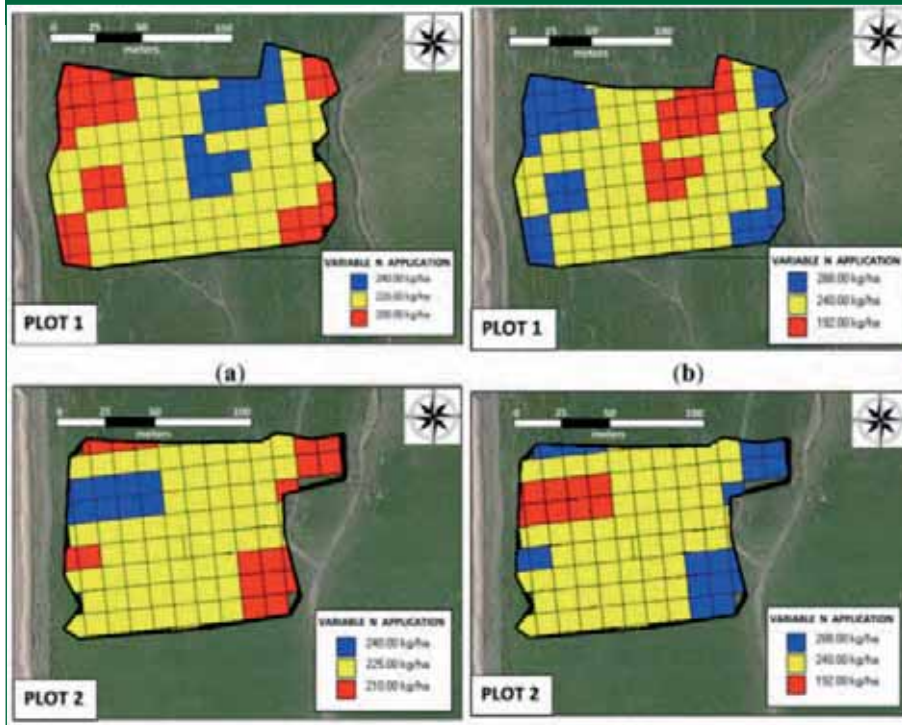 0 25 50 100
meters
VARIABLE N APPLICATION
240.00 kg/ha
kg/ha
kg/ha
PLOT 1
0 25 50 100
meters
VARIABLE N APPLICATION
288.00 kg/ha
240.00 kg/ha
192.00 kg/ha
PLOT 1
(a)
(b)
0 25 50 100
meters
VARIABLE N APPLICATION
240.00 kg/ha
225.00 kg/ha
210.00 kg/ha
PLOT 2
0 25 50 100
meters
VARIABLE N APPLICATION
288.00 kg/ha
240.00 kg/ha
192.00 kg/ha
PLOT 2